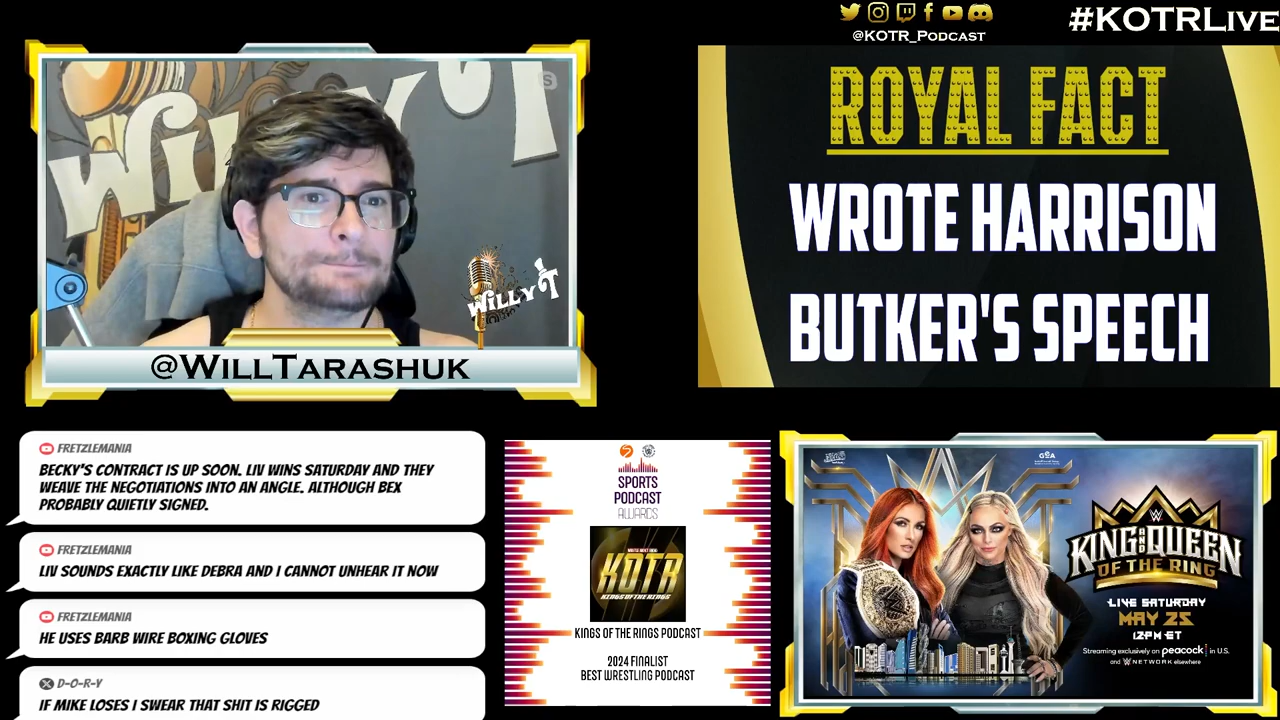 @KOTR_Podcast
#KOTRLive
WILLY T
WILLY T
@WillTarashuk
ROYAL FACT
WROTE HARRISON
BUTKER'S SPEECH
FRETZLEMANIA
BECKY'S CONTRACT IS UP SOON. LIV WINS SATURDAY AND THEY
WEAVE THE NEGOTIATIONS INTO AN ANGLE. ALTHOUGH BEX
PROBABLY QUIETLY SIGNED.
FRETZLEMANIA
LIV SOUNDS EXACTLY LIKE DEBRA AND I CANNOT UNHEAR IT NOW
FRETZLEMANIA
HE USES BARB WIRE BOXING GLOVES
D-O-R-Y
IF MIKE LOSES I SWEAR THAT SHIT IS RIGGED
SPORTS
PODCAST
AWARDS
KOTR
KINGS OF THE RINGS
KINGS OF THE RINGS PODCAST
2024 FINALIST
BEST WRESTLING PODCAST
KING AND QUEEN
OF THE RING
LIVE SATURDAY
MAY 25
12PM ET
Streaming exclusively on peacock in U.S.
and WWE NETWORK elsewhere